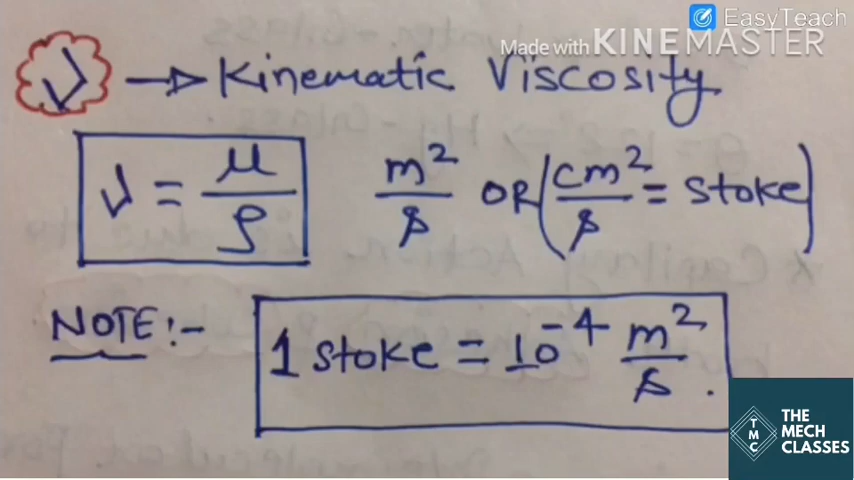 EasyTeach
Made with KINEMASTER
ν → Kinematic Viscosity
ν = μ/ρ m²/s OR (cm²/s = stoke)
NOTE:- 1 stoke = 10⁻⁴ m²/s.
TMC
THE
MECH
CLASSES